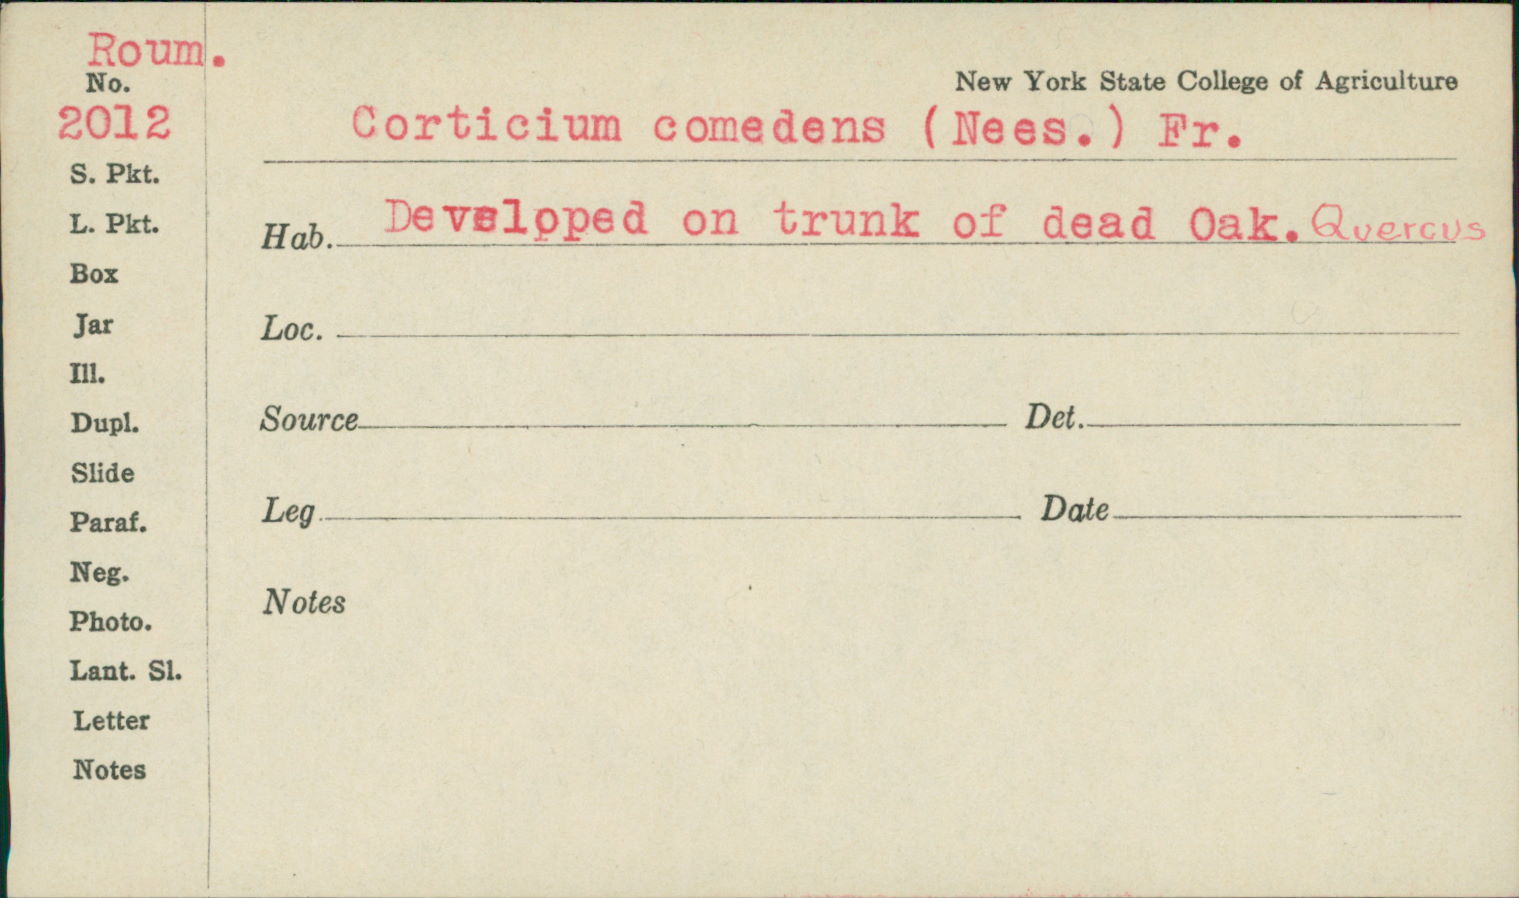 Roum.
No.
2012
S. Pkt.
L. Pkt.
Box
Jar
Ill.
Dupl.
Slide
Paraf.
Neg.
Photo.
Lant. Sl.
Letter
Notes
New York State College of Agriculture
Corticium comedens (Nees.) Fr.
Hab. Developed on trunk of dead Oak. Quercus
Loc.
Source Det.
Leg Date
Notes